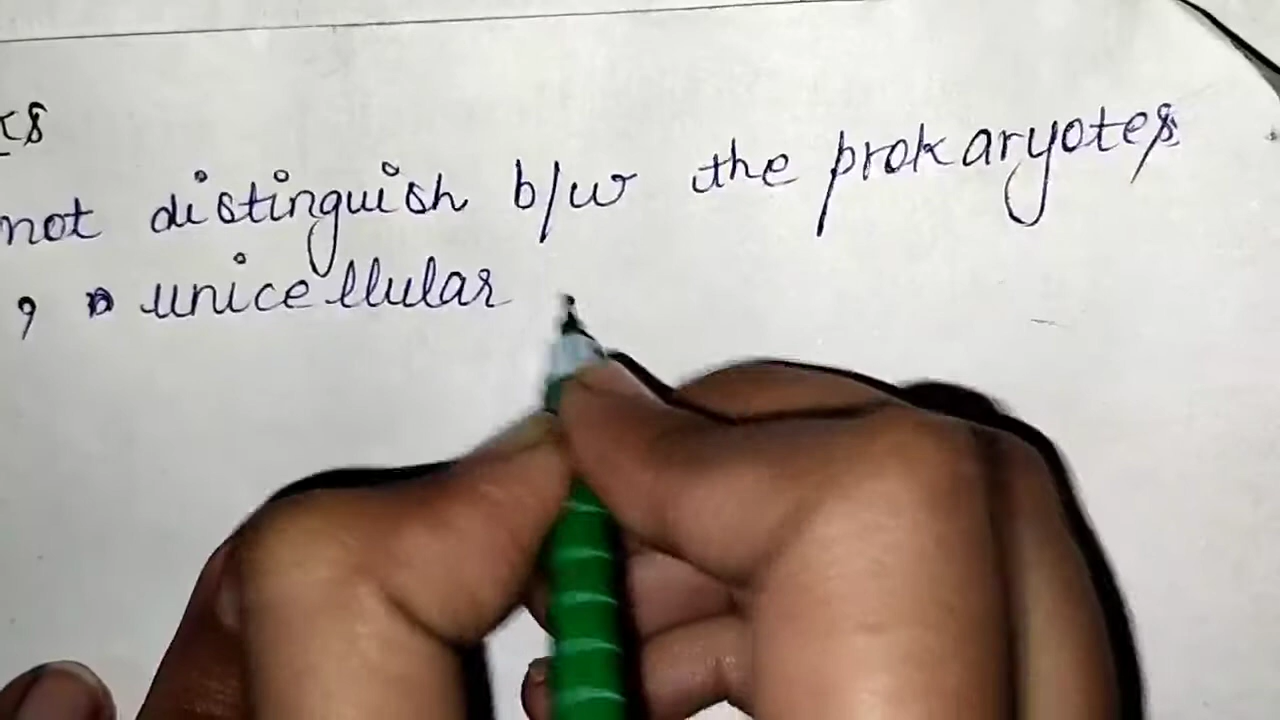 not distinguish b/w the prokaryotes
, unicellular